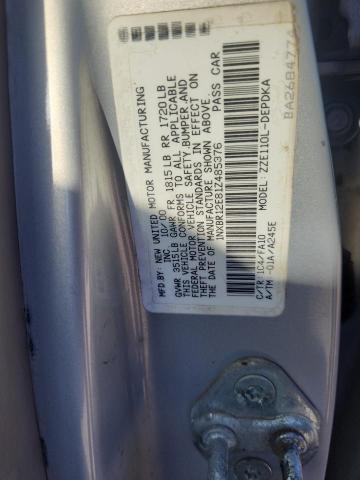 MFD.BY: NEW UNITED MOTOR MANUFACTURING
INC. 10/00
GVWR 3515LB GAWR FR 1815LB RR 1720LB
THIS VEHICLE CONFORMS TO ALL APPLICABLE
FEDERAL MOTOR VEHICLE SAFETY,BUMPER,AND
THEFT PREVENTION STANDARDS IN EFFECT ON
DATE OF MANUFACTURE SHOWN ABOVE.
1NXBR12E81Z485376 PASS CAR
MODEL: ZZE110L-DEPDKA
C/TR:1C4/FA10
A/TM:-01A/A245E
BA268477A